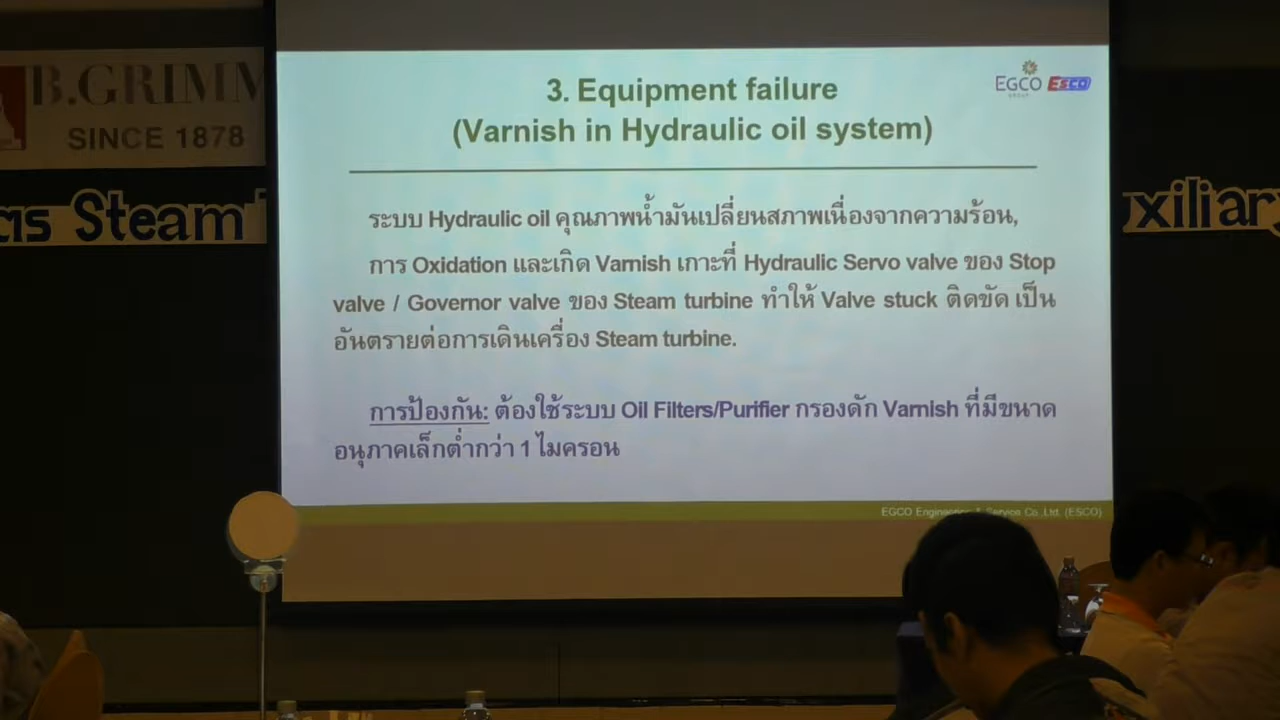 B.GRIMM
SINCE 1878
as Steam
uxiliary
EGCO
GROUP
ESCO
3. Equipment failure
(Varnish in Hydraulic oil system)
ระบบ Hydraulic oil คุณภาพน้ำมันเปลี่ยนสภาพเนื่องจากความร้อน,
การ Oxidation และเกิด Varnish เกาะที่ Hydraulic Servo valve ของ Stop
valve / Governor valve ของ Steam turbine ทำให้ Valve stuck ติดขัด เป็น
อันตรายต่อการเดินเครื่อง Steam turbine.
การป้องกัน: ต้องใช้ระบบ Oil Filters/Purifier กรองดัก Varnish ที่มีขนาด
อนุภาคเล็กต่ำกว่า 1 ไมครอน
EGCO Engineering & Service Co.,Ltd. (ESCO)